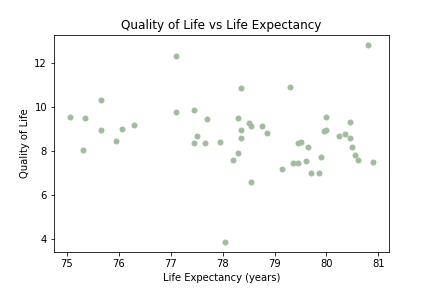 Quality of Life vs Life Expectancy
12
10
8
6
4
Quality of Life
75 76 77 78 79 80 81
Life Expectancy (years)